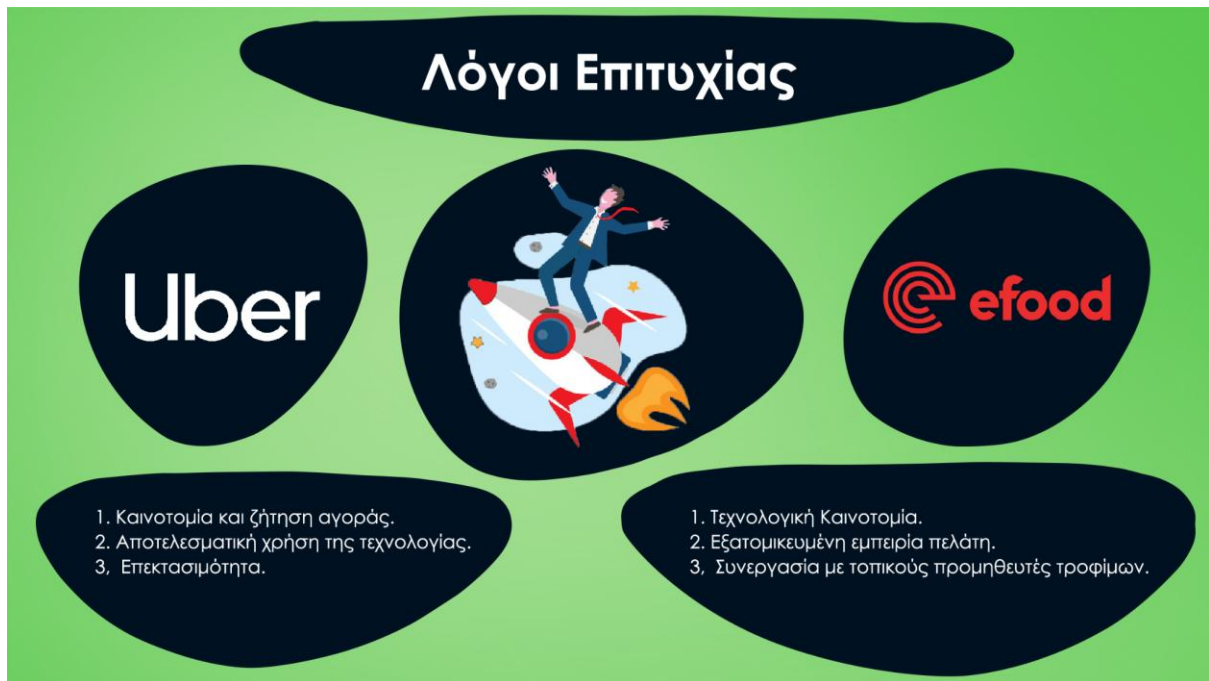 Λόγοι Επιτυχίας
Uber
efood
1. Καινοτομία και ζήτηση αγοράς.
2. Αποτελεσματική χρήση της τεχνολογίας.
3, Επεκτασιμότητα.
1. Τεχνολογική Καινοτομία.
2. Εξατομικευμένη εμπειρία πελάτη.
3, Συνεργασία με τοπικούς προμηθευτές τροφίμων.